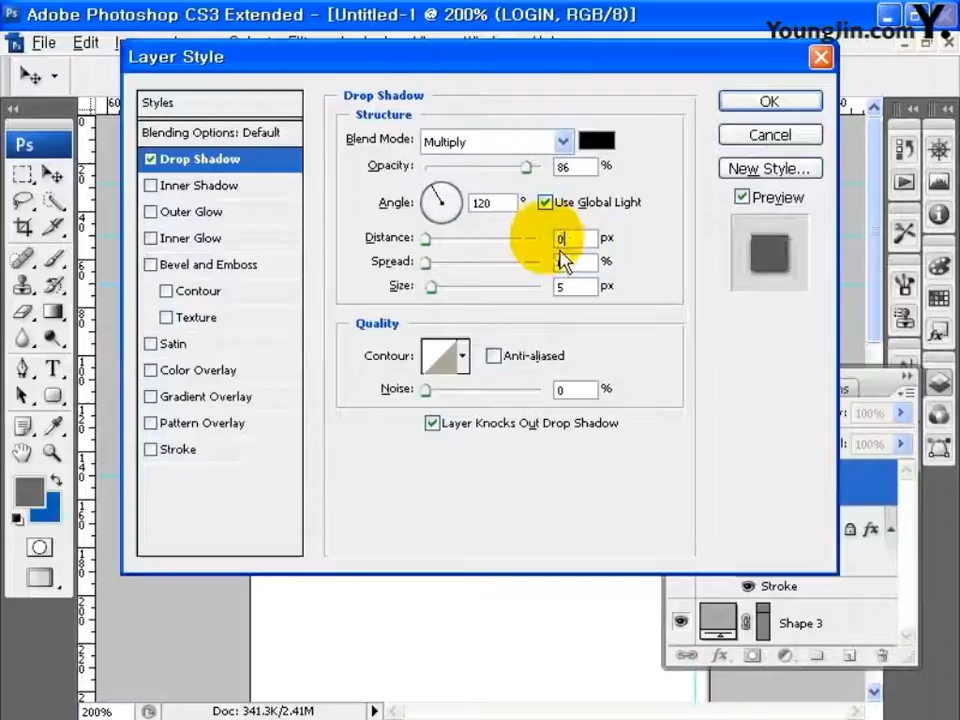 Adobe Photoshop CS3 Extended - [Untitled-1 @ 200% (LOGIN, RGB/8)]
YoungJin.com Y.
File Edit
Layer Style
Styles
Blending Options: Default
Drop Shadow
Inner Shadow
Outer Glow
Inner Glow
Bevel and Emboss
Contour
Texture
Satin
Color Overlay
Gradient Overlay
Pattern Overlay
Stroke
Drop Shadow
Structure
Blend Mode: Multiply
Opacity: 86 %
Angle: 120 ° Use Global Light
Distance: 0 px
Spread: %
Size: 5 px
Quality
Contour: Anti-aliased
Noise: 0 %
Layer Knocks Out Drop Shadow
OK
Cancel
New Style...
Preview
100%
100%
fx
Stroke
Shape 3
200% Doc: 341.3K/2.41M